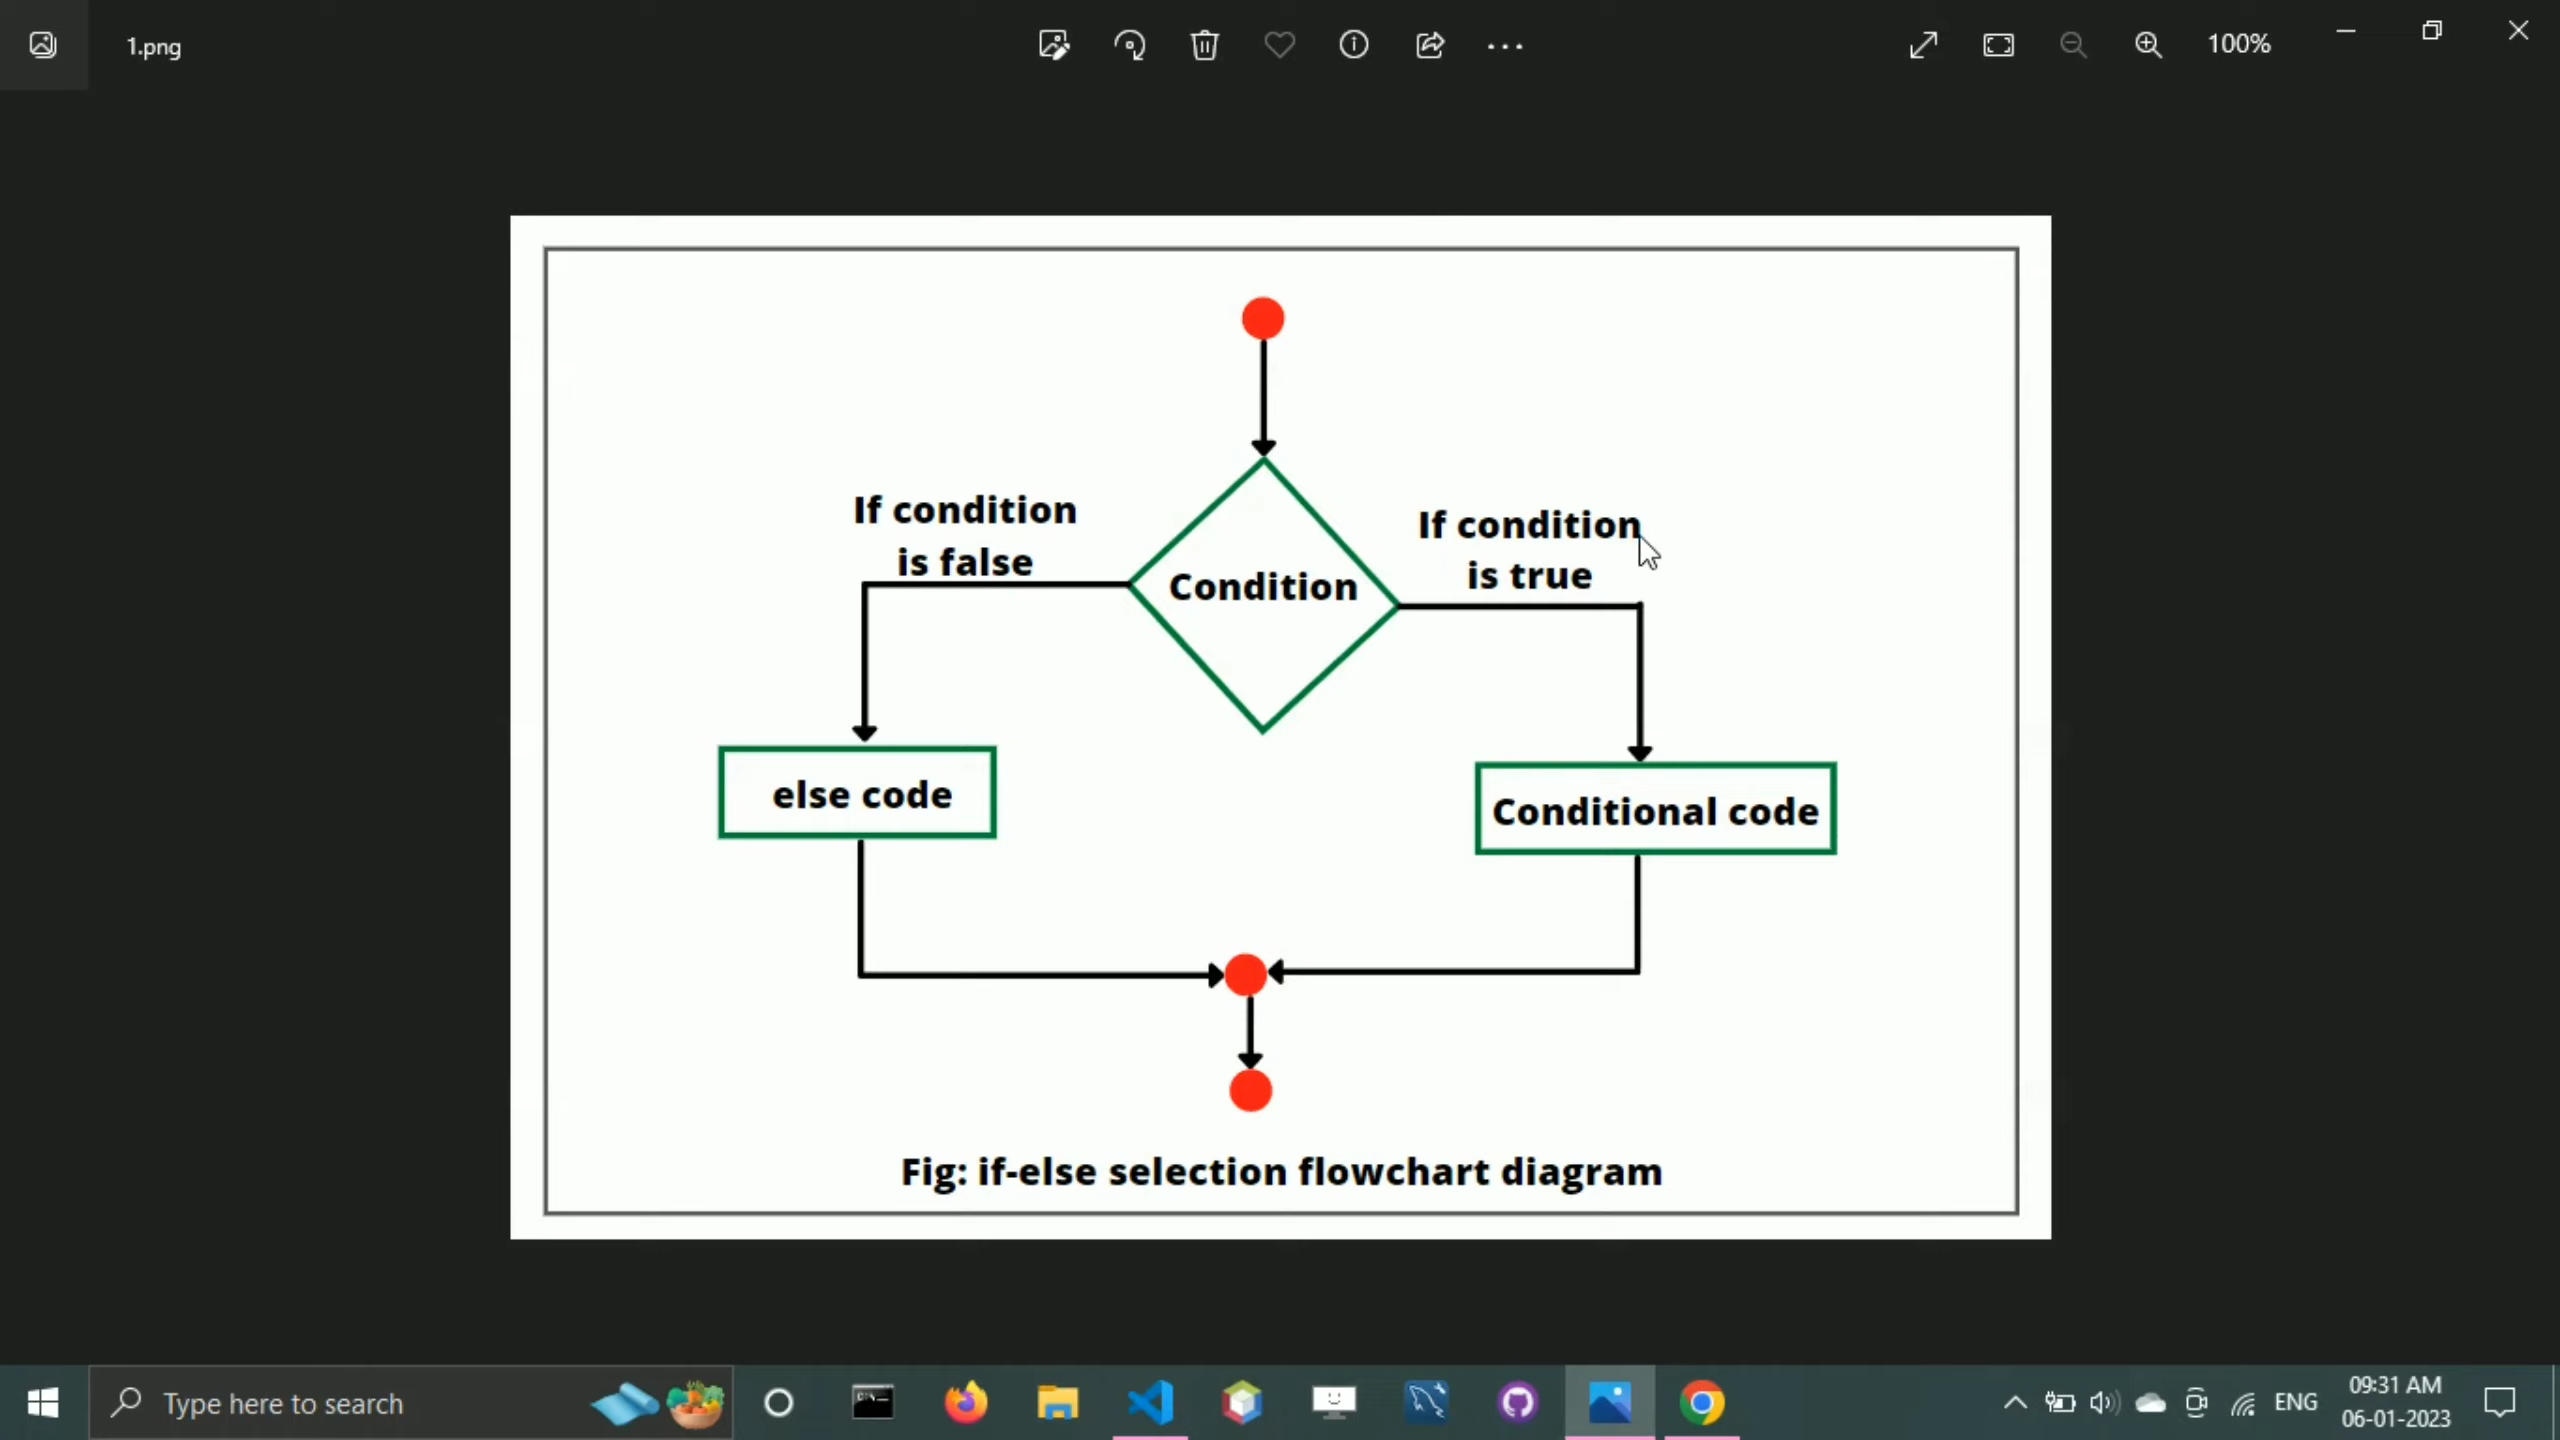 1.png
100%
If condition
is false
If condition
is true
Condition
else code
Conditional code
Fig: if-else selection flowchart diagram
Type here to search
ENG
09:31 AM
06-01-2023